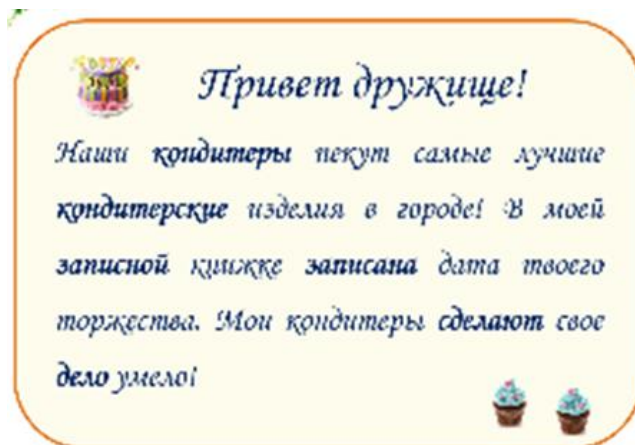 Привет дружище!
Наши кондитеры пекут самые лучшие
кондитерские изделия в городе! В моей
записной книжке записана дата твоего
торжества. Мои кондитеры сделают свое
дело умело!